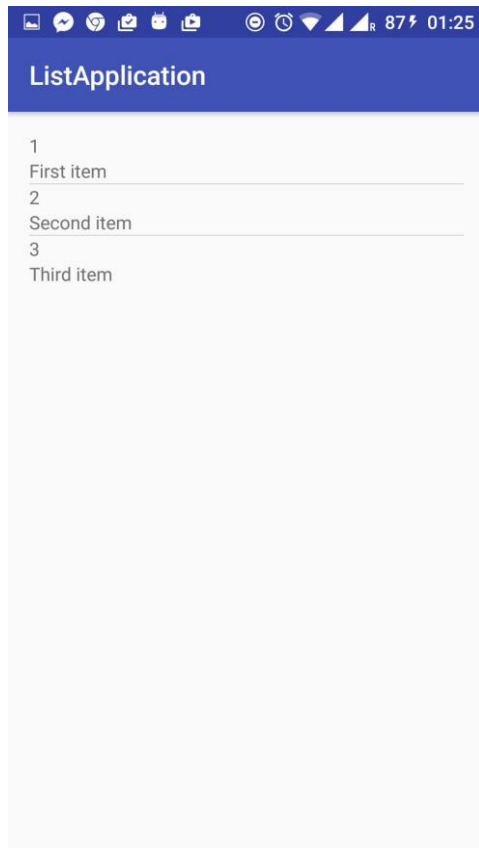 R 87 01:25
ListApplication
1
First item
2
Second item
3
Third item